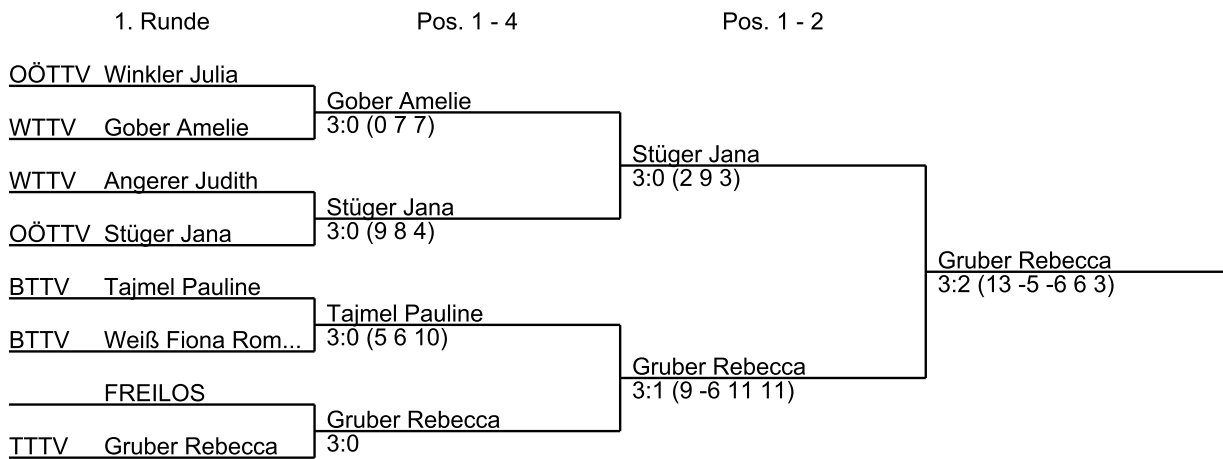 1. Runde Pos. 1 - 4 Pos. 1 - 2
OÖTTV Winkler Julia
Gober Amelie
3:0 (0 7 7)
WTTV Gober Amelie
Stüger Jana
3:0 (2 9 3)
WTTV Angerer Judith
Stüger Jana
3:0 (9 8 4)
OÖTTV Stüger Jana
Gruber Rebecca
3:2 (13 -5 -6 6 3)
BTTV Tajmel Pauline
Tajmel Pauline
3:0 (5 6 10)
BTTV Weiß Fiona Rom...
Gruber Rebecca
3:1 (9 -6 11 11)
FREILOS
Gruber Rebecca
3:0
TTTV Gruber Rebecca